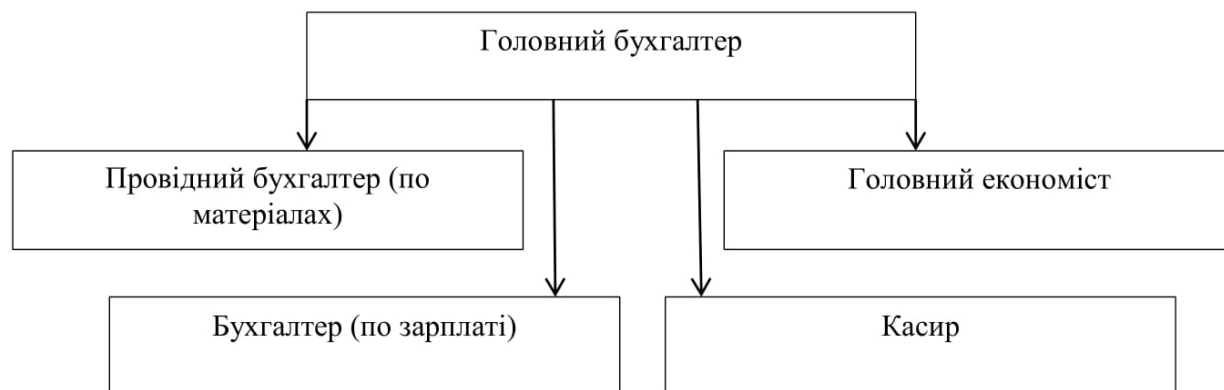 Головний бухгалтер
Провідний бухгалтер (по
матеріалах)
Головний економіст
Бухгалтер (по зарплаті)
Касир